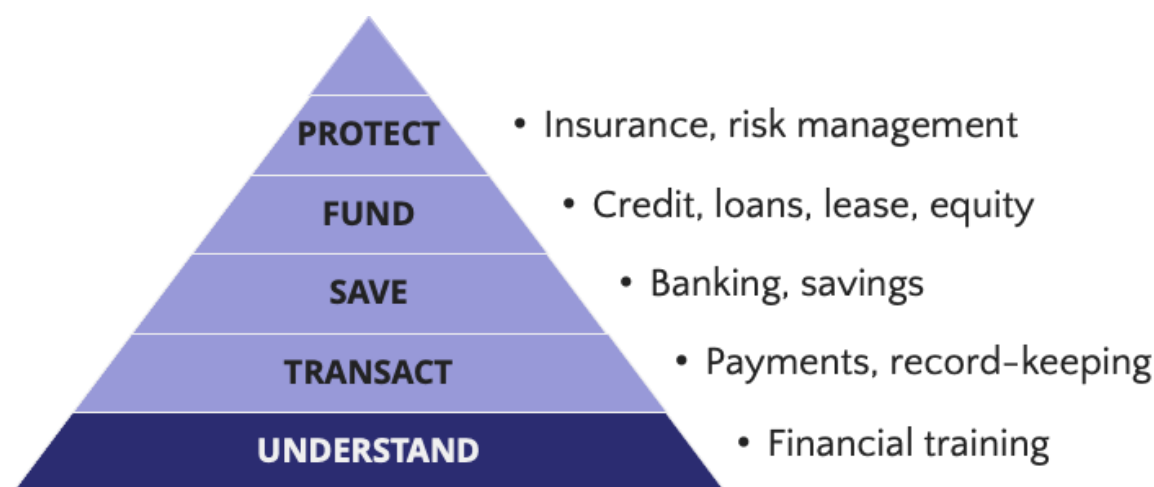 PROTECT
• Insurance, risk management
FUND
• Credit, loans, lease, equity
SAVE
• Banking, savings
TRANSACT
• Payments, record-keeping
UNDERSTAND
• Financial training